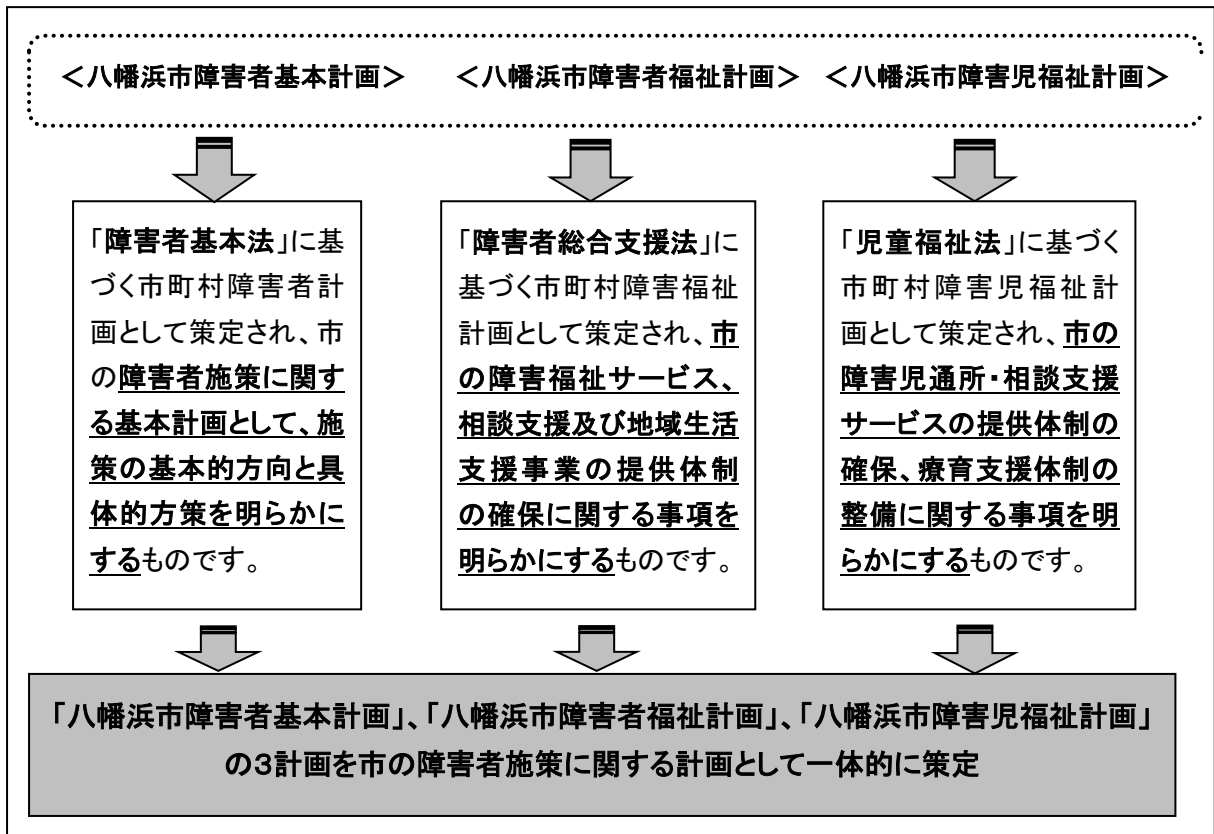 ＜八幡浜市障害者基本計画＞
＜八幡浜市障害者福祉計画＞
＜八幡浜市障害児福祉計画＞
「障害者基本法」に基
づく市町村障害者計
画として策定され、市
の障害者施策に関す
る基本計画として、施
策の基本的方向と具
体的方策を明らかに
するものです。
「障害者総合支援法」に
基づく市町村障害福祉
計画として策定され、市
の障害福祉サービス、
相談支援及び地域生活
支援事業の提供体制
の確保に関する事項を
明らかにするものです。
「児童福祉法」に基づく
市町村障害児福祉計
画として策定され、市の
障害児通所・相談支援
サービスの提供体制の
確保、療育支援体制の
整備に関する事項を明
らかにするものです。
「八幡浜市障害者基本計画」、「八幡浜市障害者福祉計画」、「八幡浜市障害児福祉計画」
の３計画を市の障害者施策に関する計画として一体的に策定